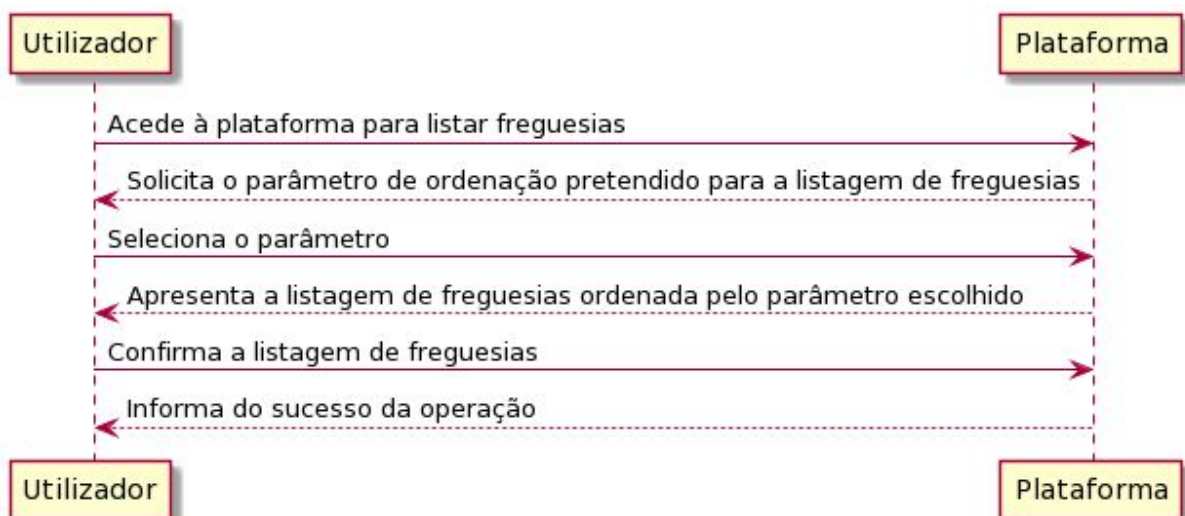 Utilizador
Plataforma
Acede à plataforma para listar freguesias
Solicita o parâmetro de ordenação pretendido para a listagem de freguesias
Seleciona o parâmetro
Apresenta a listagem de freguesias ordenada pelo parâmetro escolhido
Confirma a listagem de freguesias
Informa do sucesso da operação
Utilizador
Plataforma